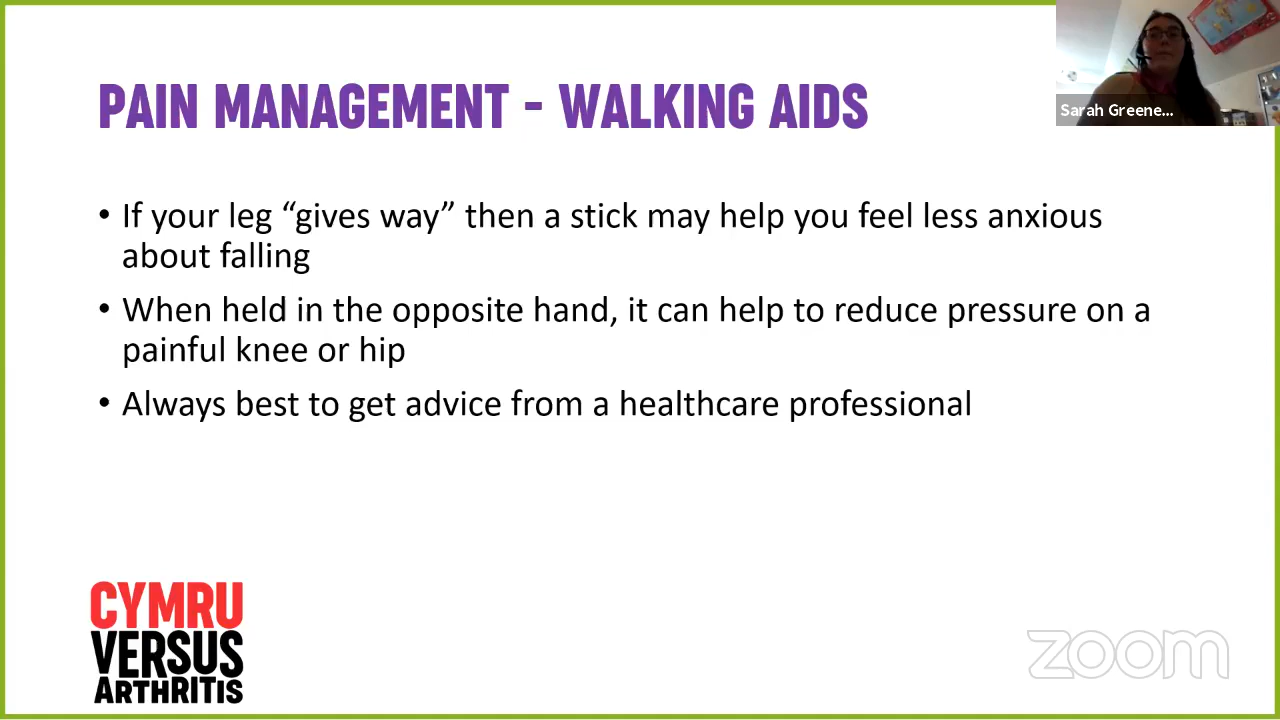 PAIN MANAGEMENT - WALKING AIDS
Sarah Greene...
• If your leg “gives way” then a stick may help you feel less anxious
about falling
• When held in the opposite hand, it can help to reduce pressure on a
painful knee or hip
• Always best to get advice from a healthcare professional
CYMRU
VERSUS
ARTHRITIS
zoom